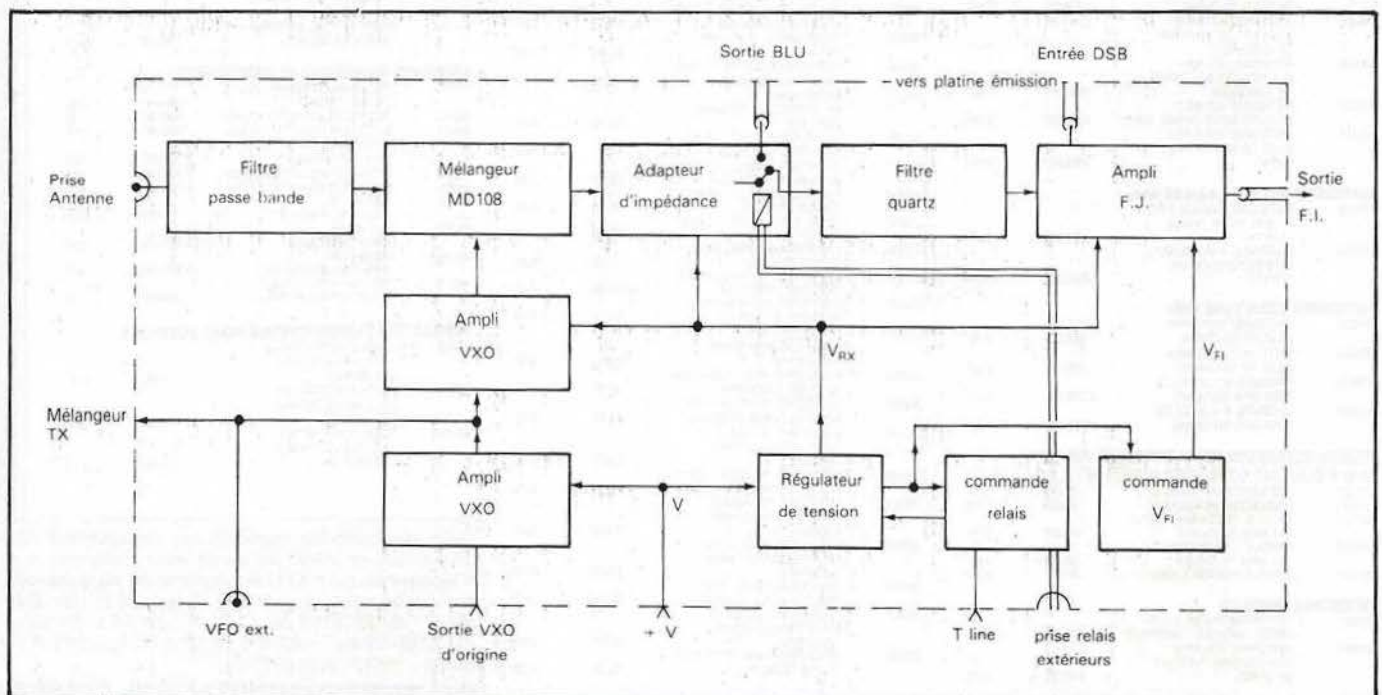 Sortie BLU
Entrée DSB
vers platine émission
Prise
Antenne
Filtre
passe bande
Mélangeur
MD108
Adapteur
d'impédance
Filtre
quartz
Ampli
F.J.
Sortie
F.I.
Ampli
VXO
VRX
VFI
Mélangeur
TX
Ampli
VXO
V
Régulateur
de tension
commande
relais
commande
VFI
VFO ext.
Sortie VXO
d'origine
+ V
T line
prise relais
extérieurs